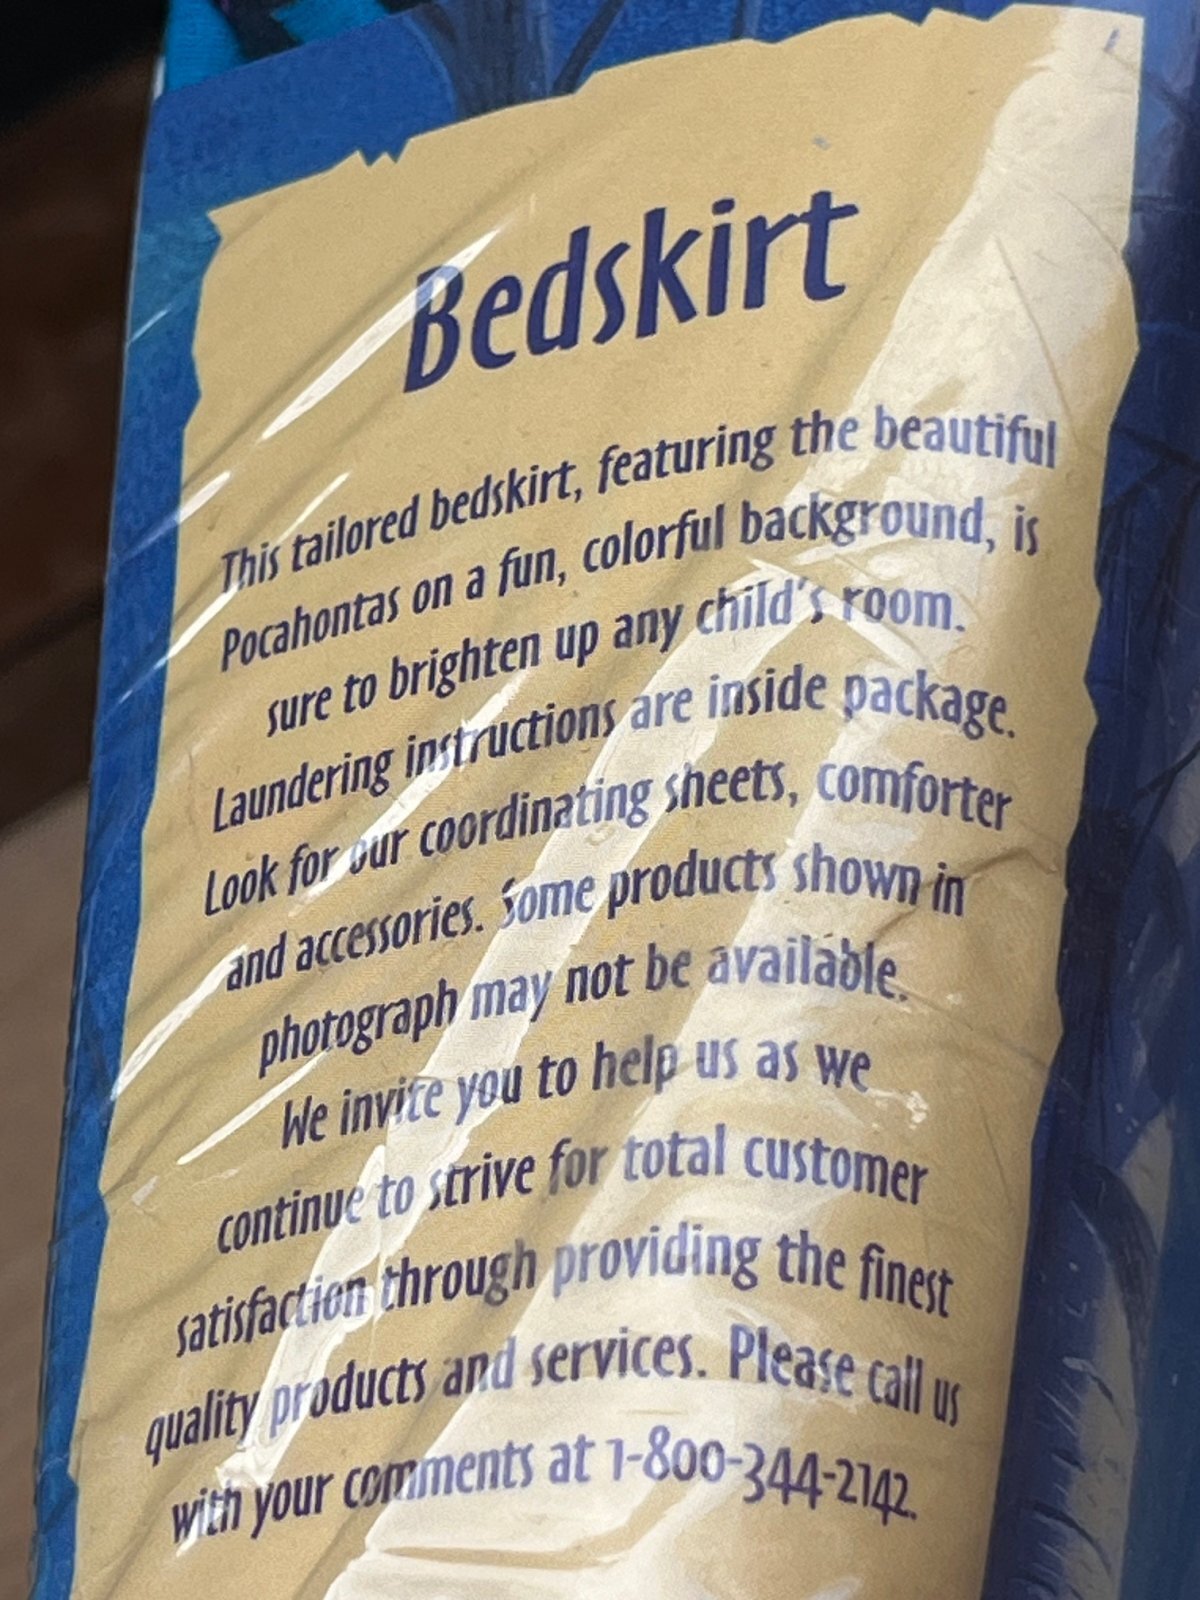 Bedskirt
This tailored bedskirt, featuring the beautiful
Pocahontas on a fun, colorful background, is
sure to brighten up any child's room.
Laundering instructions are inside package.
Look for our coordinating sheets, comforter
and accessories. Some products shown in
photograph may not be available.
We invite you to help us as we
continue to strive for total customer
satisfaction through providing the finest
quality products and services. Please call us
with your comments at 1-800-344-2142.